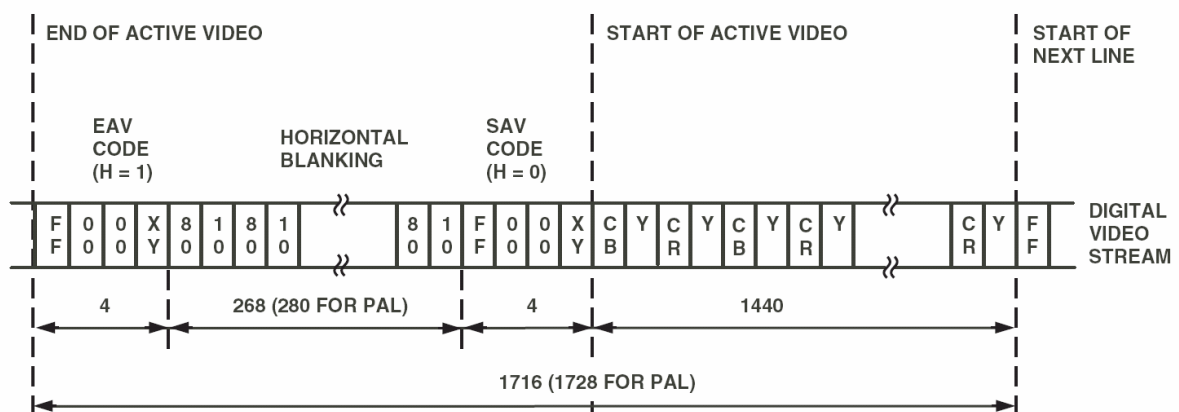 END OF ACTIVE VIDEO
START OF ACTIVE VIDEO
START OF
NEXT LINE
EAV
CODE
(H = 1)
HORIZONTAL
BLANKING
SAV
CODE
(H = 0)
F 0 0 X 8 1 8 1 8 1 F 0 0 X C Y C Y C Y C Y C Y F
F 0 0 Y 0 0 0 0 0 0 F 0 0 Y B R B R R F
DIGITAL
VIDEO
STREAM
4
268 (280 FOR PAL)
4
1440
1716 (1728 FOR PAL)